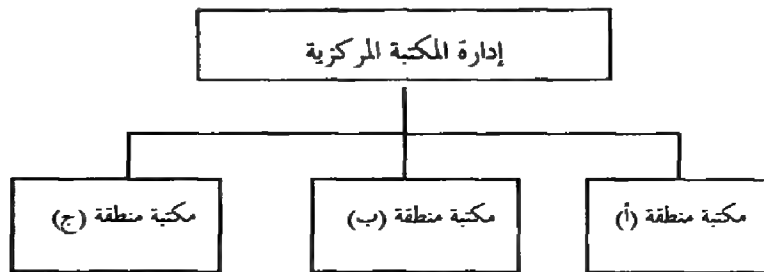 إدارة المكتبة المركزية
مكتبة منطقة (أ)
مكتبة منطقة (ب)
مكتبة منطقة (ج)